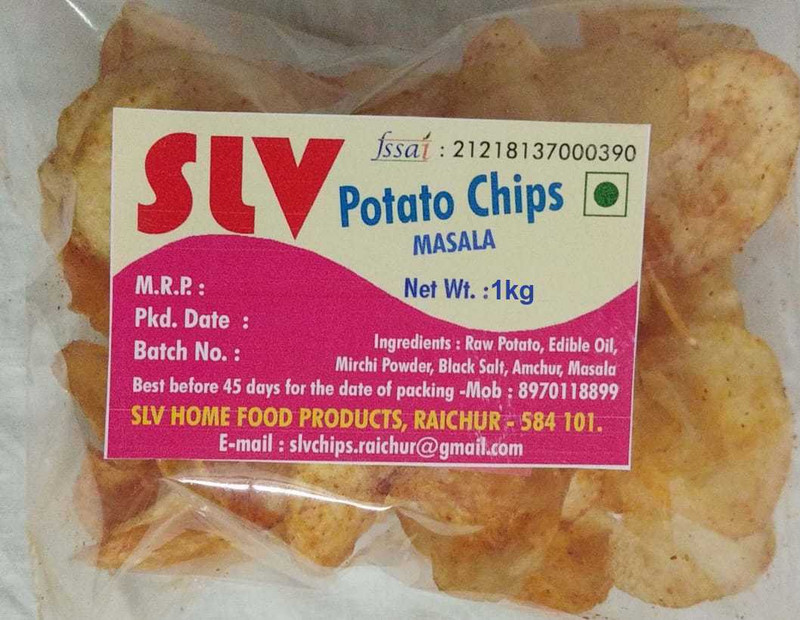 SLV
fssai : 21218137000390
Potato Chips
MASALA
M.R.P. :
Net Wt. :1kg
Pkd. Date :
Batch No. :
Ingredients : Raw Potato, Edible Oil,
Mirchi Powder, Black Salt, Amchur, Masala
Best before 45 days for the date of packing -Mob : 8970118899
SLV HOME FOOD PRODUCTS, RAICHUR - 584 101.
E-mail : slvchips.raichur@gmail.com